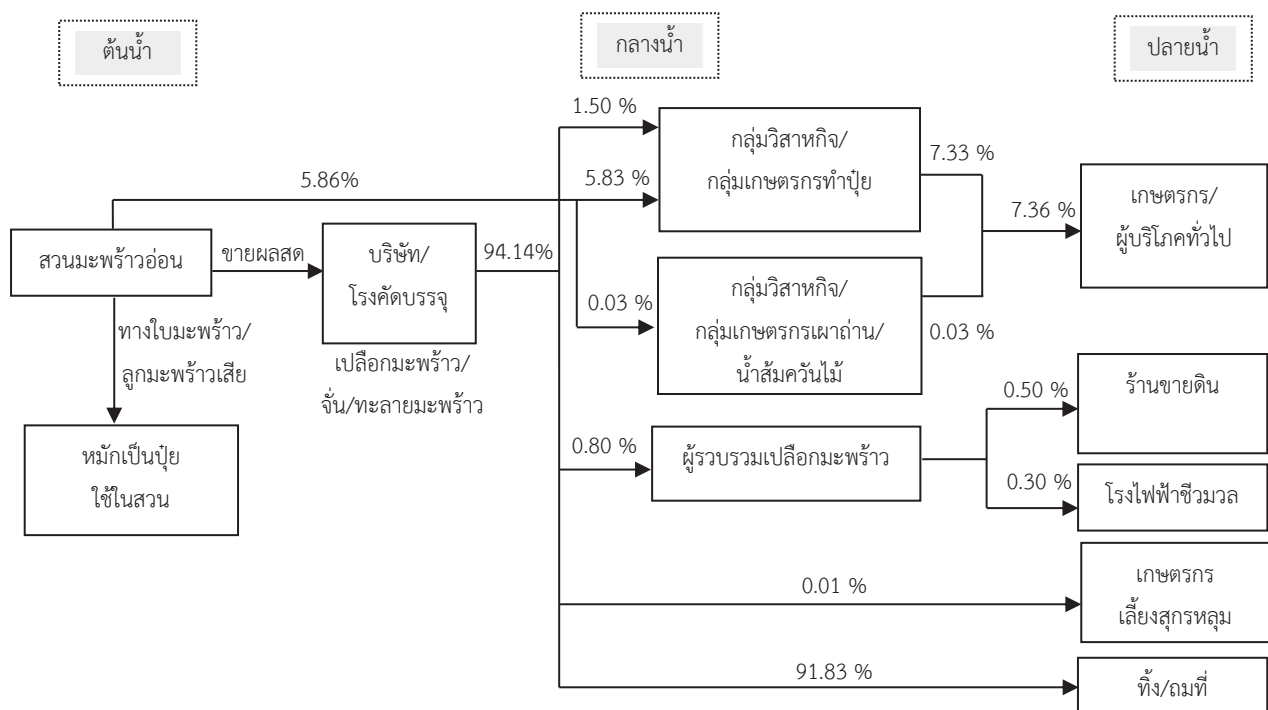 ต้นน้ำ
กลางน้ำ
ปลายน้ำ
1.50 %
กลุ่มวิสาหกิจ/
กลุ่มเกษตรกรทำปุ๋ย
7.33 %
5.86%
5.83 %
7.36 %
เกษตรกร/
ผู้บริโภคทั่วไป
สวนมะพร้าวอ่อน
ขายผลสด
บริษัท/
โรงคัดบรรจุ
94.14%
0.03 %
กลุ่มวิสาหกิจ/
กลุ่มเกษตรกรเผาถ่าน/
น้ำส้มควันไม้
0.03 %
ทางใบมะพร้าว/
ลูกมะพร้าวเสีย
เปลือกมะพร้าว/
จั่น/ทะลายมะพร้าว
หมักเป็นปุ๋ย
ใช้ในสวน
0.80 %
ผู้รวบรวมเปลือกมะพร้าว
0.50 %
ร้านขายดิน
0.30 %
โรงไฟฟ้าชีวมวล
0.01 %
เกษตรกร
เลี้ยงสุกรหลุม
91.83 %
ทิ้ง/ถมที่